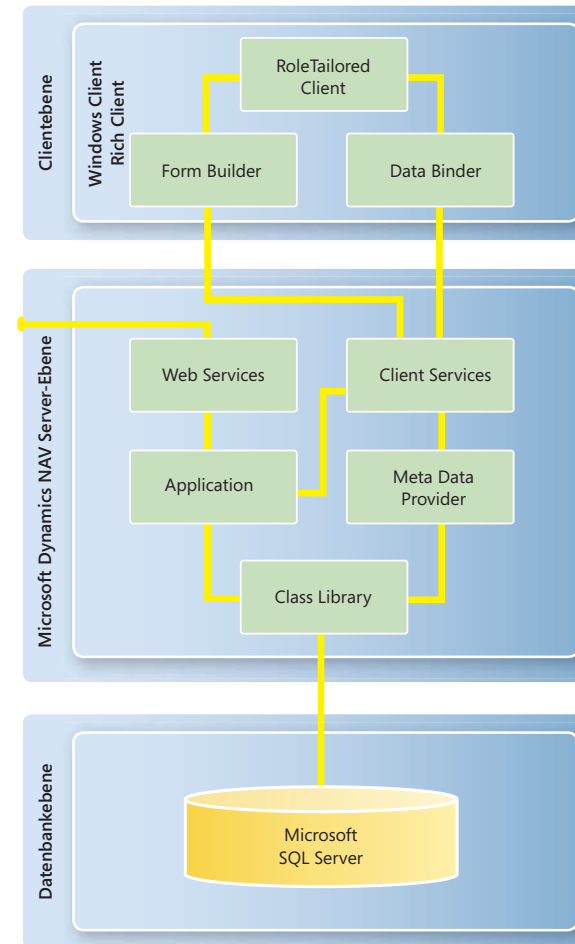 Clientebene
Windows Client
Rich Client
RoleTailored
Client
Form Builder
Data Binder
Microsoft Dynamics NAV Server-Ebene
Web Services
Client Services
Application
Meta Data
Provider
Class Library
Datenbankebene
Microsoft
SQL Server